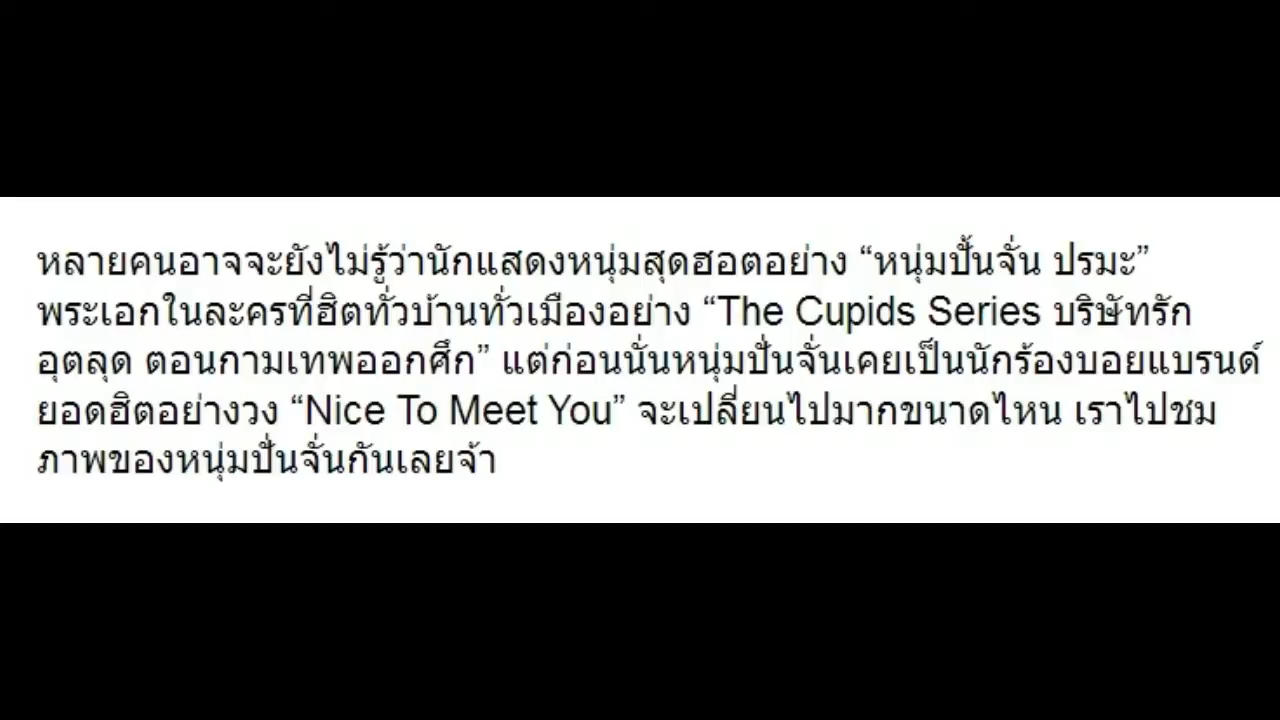 หลายคนอาจจะยังไม่รู้ว่านักแสดงหนุ่มสุดฮอตอย่าง “หนุ่มปั้นจั่น ปรมะ”
พระเอกในละครที่ฮิตทั่วบ้านทั่วเมืองอย่าง “The Cupids Series บริษัทรัก
อุตลุด ตอนกามเทพออกศึก” แต่ก่อนนั่นหนุ่มปั่นจั่นเคยเป็นนักร้องบอยแบรนด์
ยอดฮิตอย่างวง “Nice To Meet You” จะเปลี่ยนไปมากขนาดไหน เราไปชม
ภาพของหนุ่มปั่นจั่นกันเลยจ้า